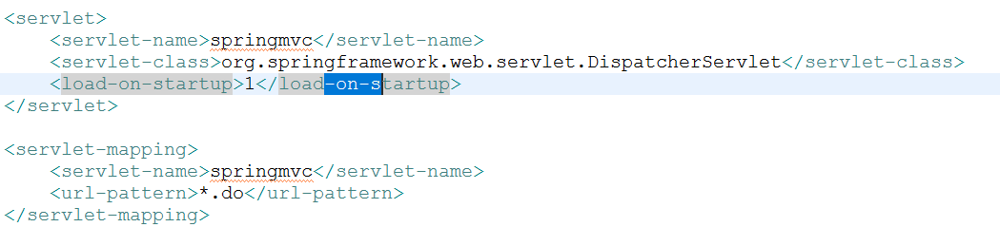 <servlet>
<servlet-name>springmvc</servlet-name>
<servlet-class>org.springframework.web.servlet.DispatcherServlet</servlet-class>
<load-on-startup>1</load-on-startup>
</servlet>
<servlet-mapping>
<servlet-name>springmvc</servlet-name>
<url-pattern>*.do</url-pattern>
</servlet-mapping>